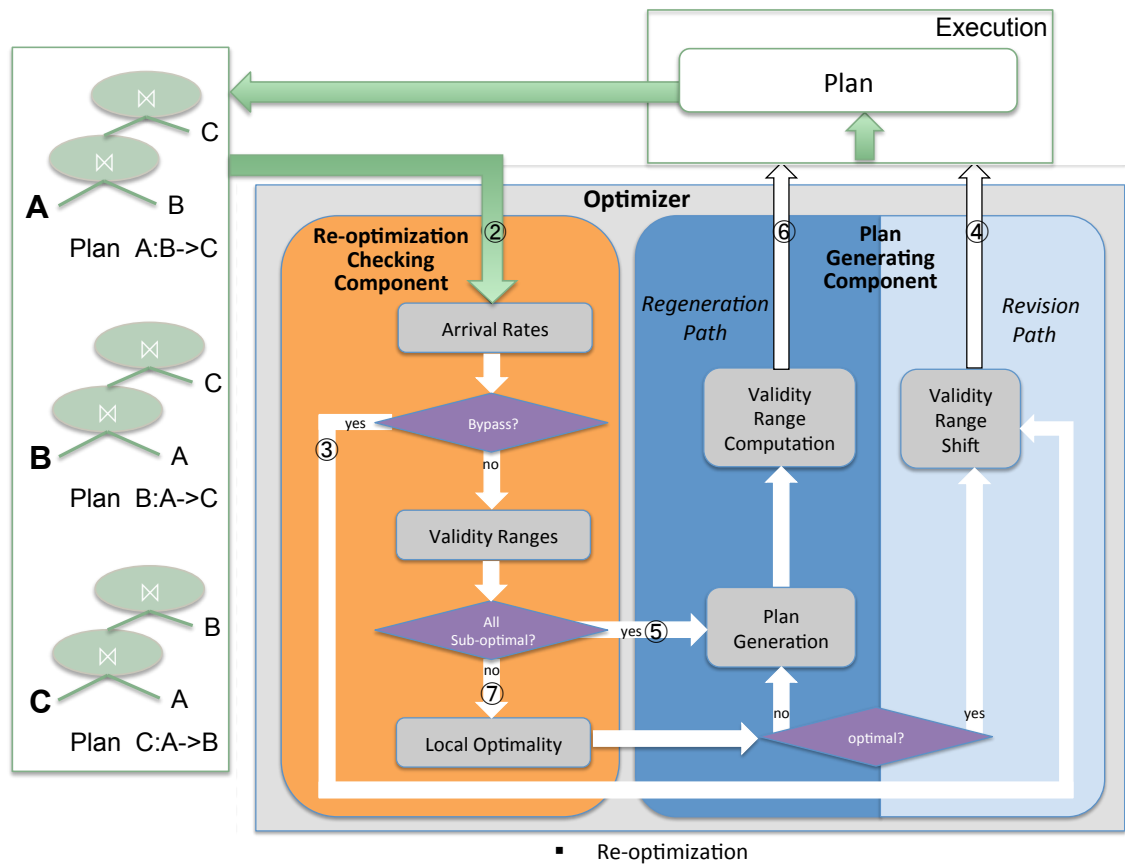 Execution
Plan
⋈
C
⋈
A
B
Plan A:B->C
⋈
C
⋈
B
A
Plan B:A->C
⋈
B
⋈
C
A
Plan C:A->B
Optimizer
②
Re-optimization
Checking
Component
Arrival Rates
yes
Bypass?
③
no
Validity Ranges
All
Sub-optimal?
yes
⑤
no
⑦
Local Optimality
⑥
④
Plan
Generating
Component
Regeneration
Path
Revision
Path
Validity
Range
Computation
Validity
Range
Shift
Plan
Generation
no
yes
optimal?
▪ Re-optimization